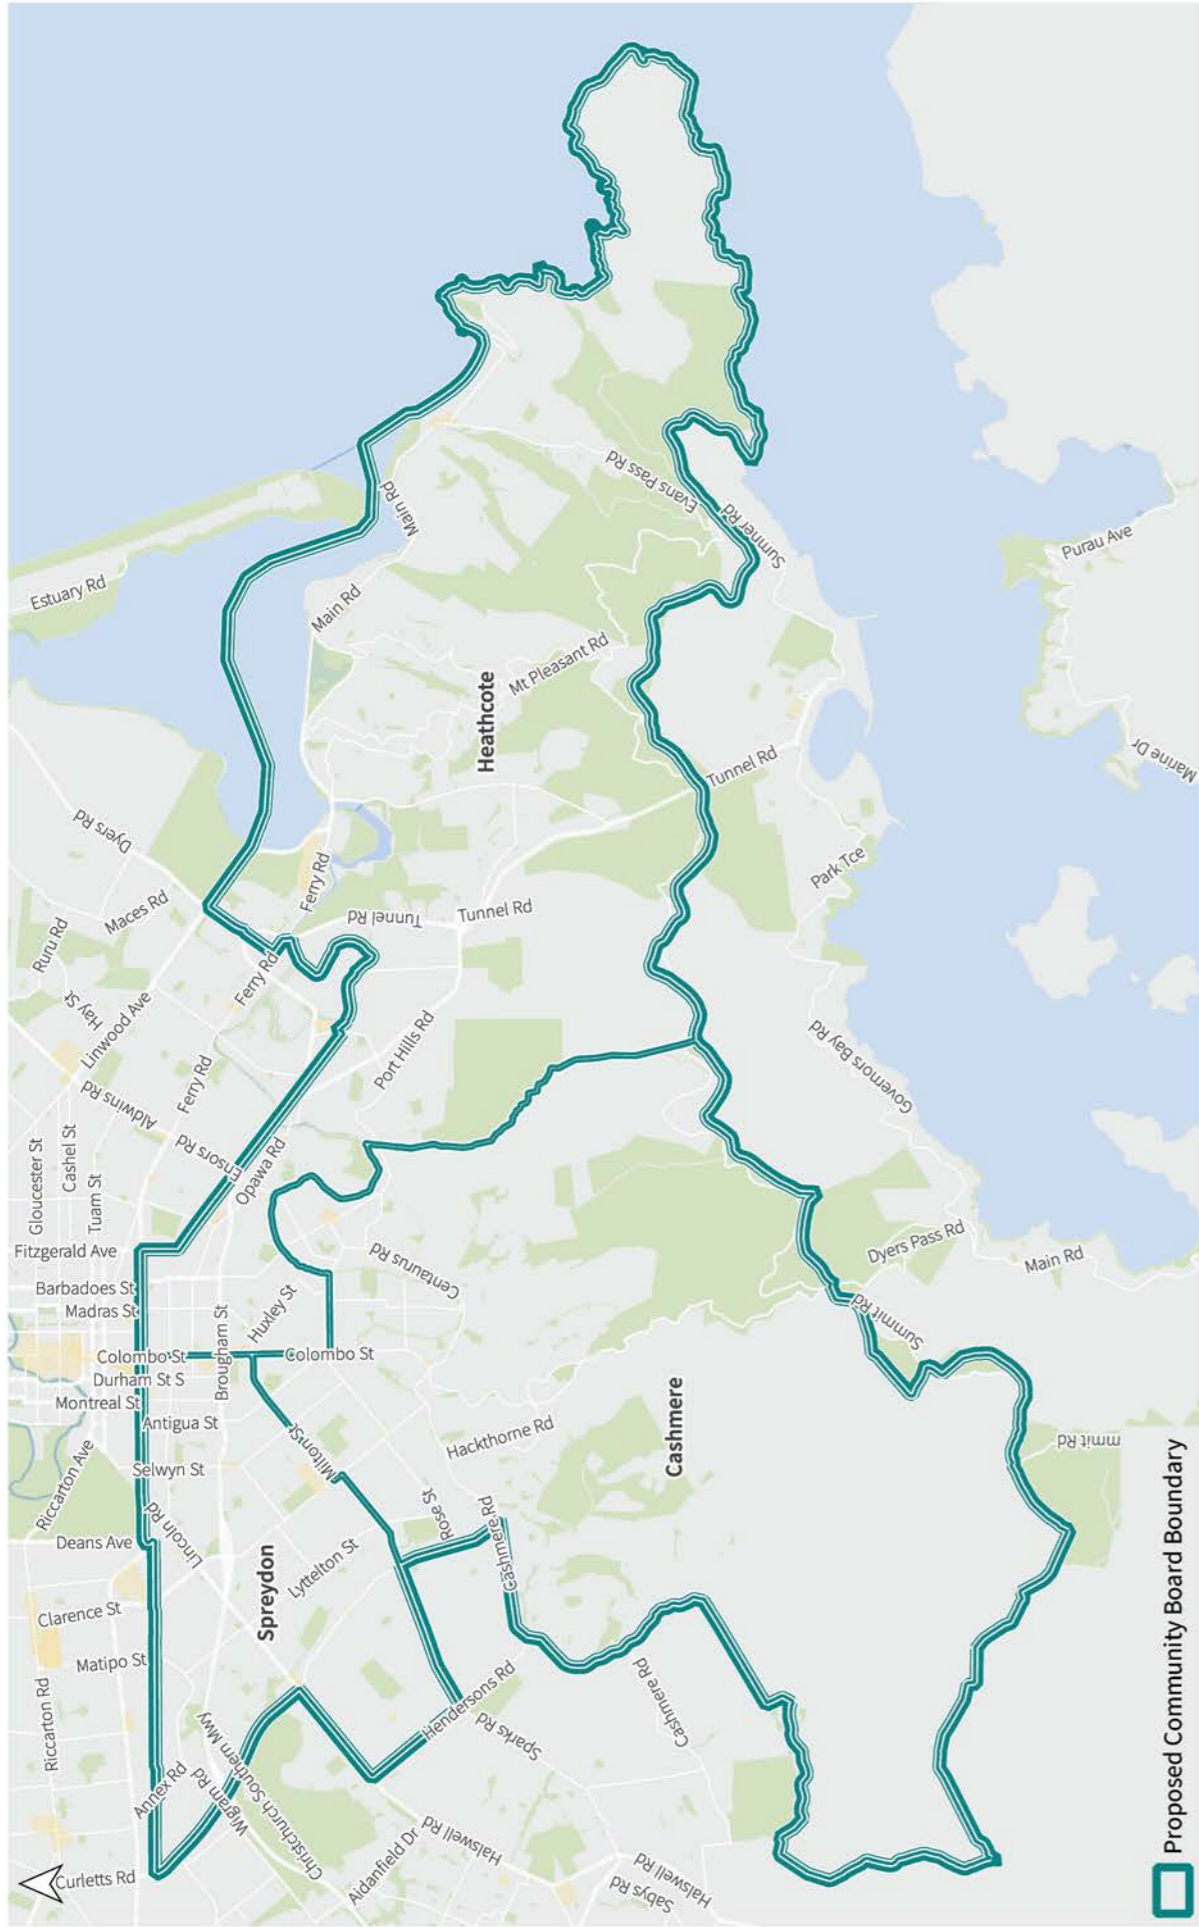 Estuary Rd
Main Rd
Main Rd
Evans Pass Rd
Sumner Rd
Purau Ave
Marine Dr
Mt Pleasant Rd
Heathcote
Tunnel Rd
Dyers Rd
Maces Rd
Ruru Rd
Hay St
Linwood Ave
Ferry Rd
Ferry Rd
Tunnel Rd
Tunnel Rd
Park Tce
Aldwins Rd
Ferry Rd
Port Hills Rd
Governors Bay Rd
Gloucester St
Cashel St
Tuam St
Ensors Rd
Opawa Rd
Fitzgerald Ave
Barbadoes St
Madras St
Colombo St
Durham St S
Montreal St
Antigua St
Selwyn St
Brougham St
Huxley St
Colombo St
Centaurus Rd
Dyers Pass Rd
Main Rd
Summit Rd
mmit Rd
Riccarton Ave
Deans Ave
Lincoln Rd
Milton St
Hackthorne Rd
Cashmere
Rose St
Cashmere Rd
Spreydon
Lyttelton St
Clarence St
Matipo St
Riccarton Rd
Annex Rd
Wigram Rd
Christchurch Southern Mwy
Hendersons Rd
Sparks Rd
Cashmere Rd
Curletts Rd
Aidanfield Dr
Halswell Rd
Halswell Rd
Sabys Rd
Proposed Community Board Boundary